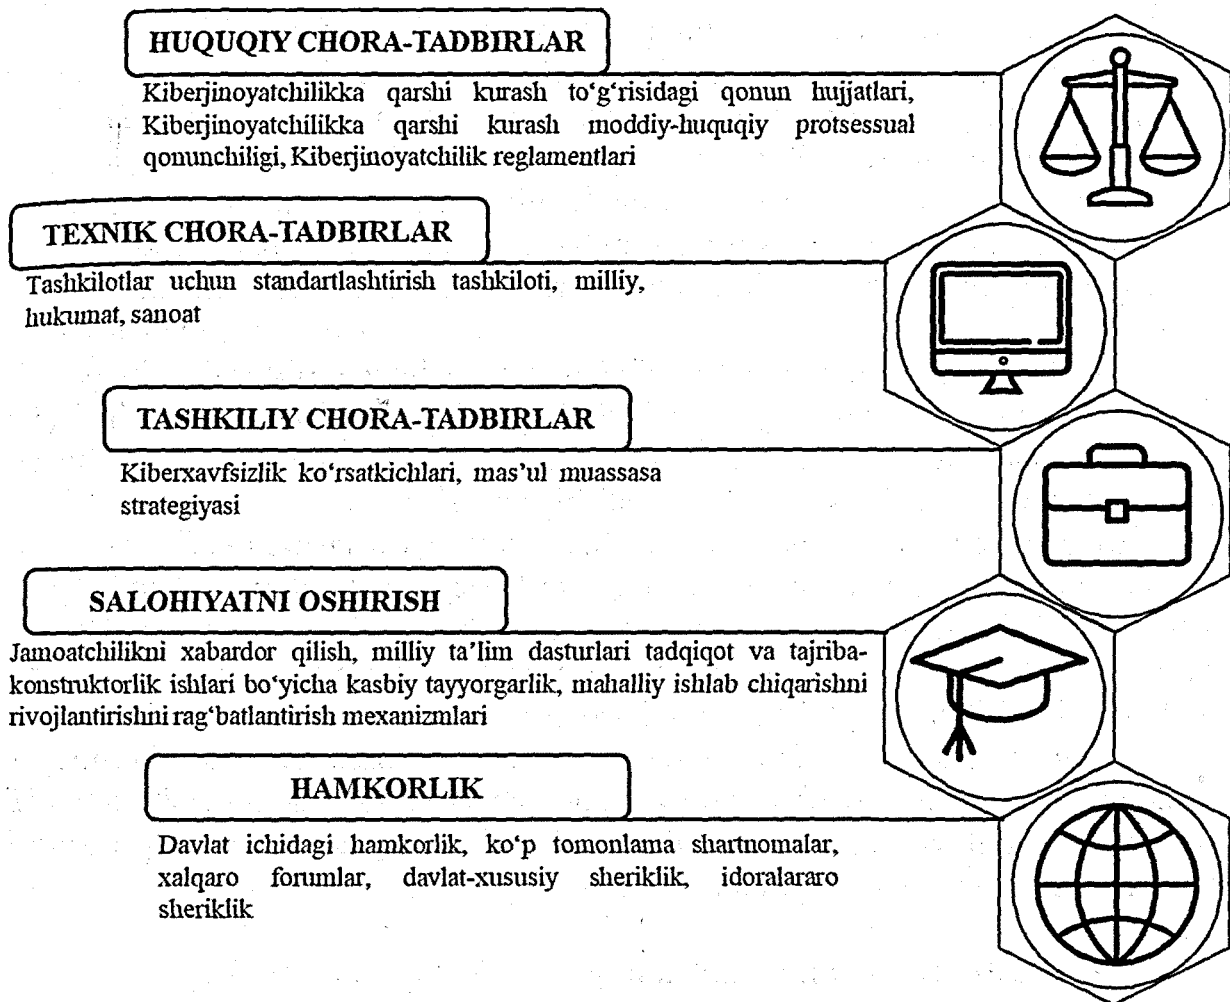 HUQUQIY CHORA-TADBIRLAR
Kiberjinoyatchilikka qarshi kurash to‘g‘risidagi qonun hujjatlari,
Kiberjinoyatchilikka qarshi kurash moddiy-huquqiy protsessual
qonunchiligi, Kiberjinoyatchilik reglamentlari
TEXNIK CHORA-TADBIRLAR
Tashkilotlar uchun standartlashtirish tashkiloti, milliy,
hukumat, sanoat
TASHKILIY CHORA-TADBIRLAR
Kiberxavfsizlik ko‘rsatkichlari, mas’ul muassasa
strategiyasi
SALOHIYATNI OSHIRISH
Jamoatchilikni xabardor qilish, milliy ta’lim dasturlari tadqiqot va tajriba-
konstruktorlik ishlari bo‘yicha kasbiy tayyorgarlik, mahalliy ishlab chiqarishni
rivojlantirishni rag‘batlantirish mexanizmlari
HAMKORLIK
Davlat ichidagi hamkorlik, ko‘p tomonlama shartnomalar,
xalqaro forumlar, davlat-xususiy sheriklik, idoralararo
sheriklik